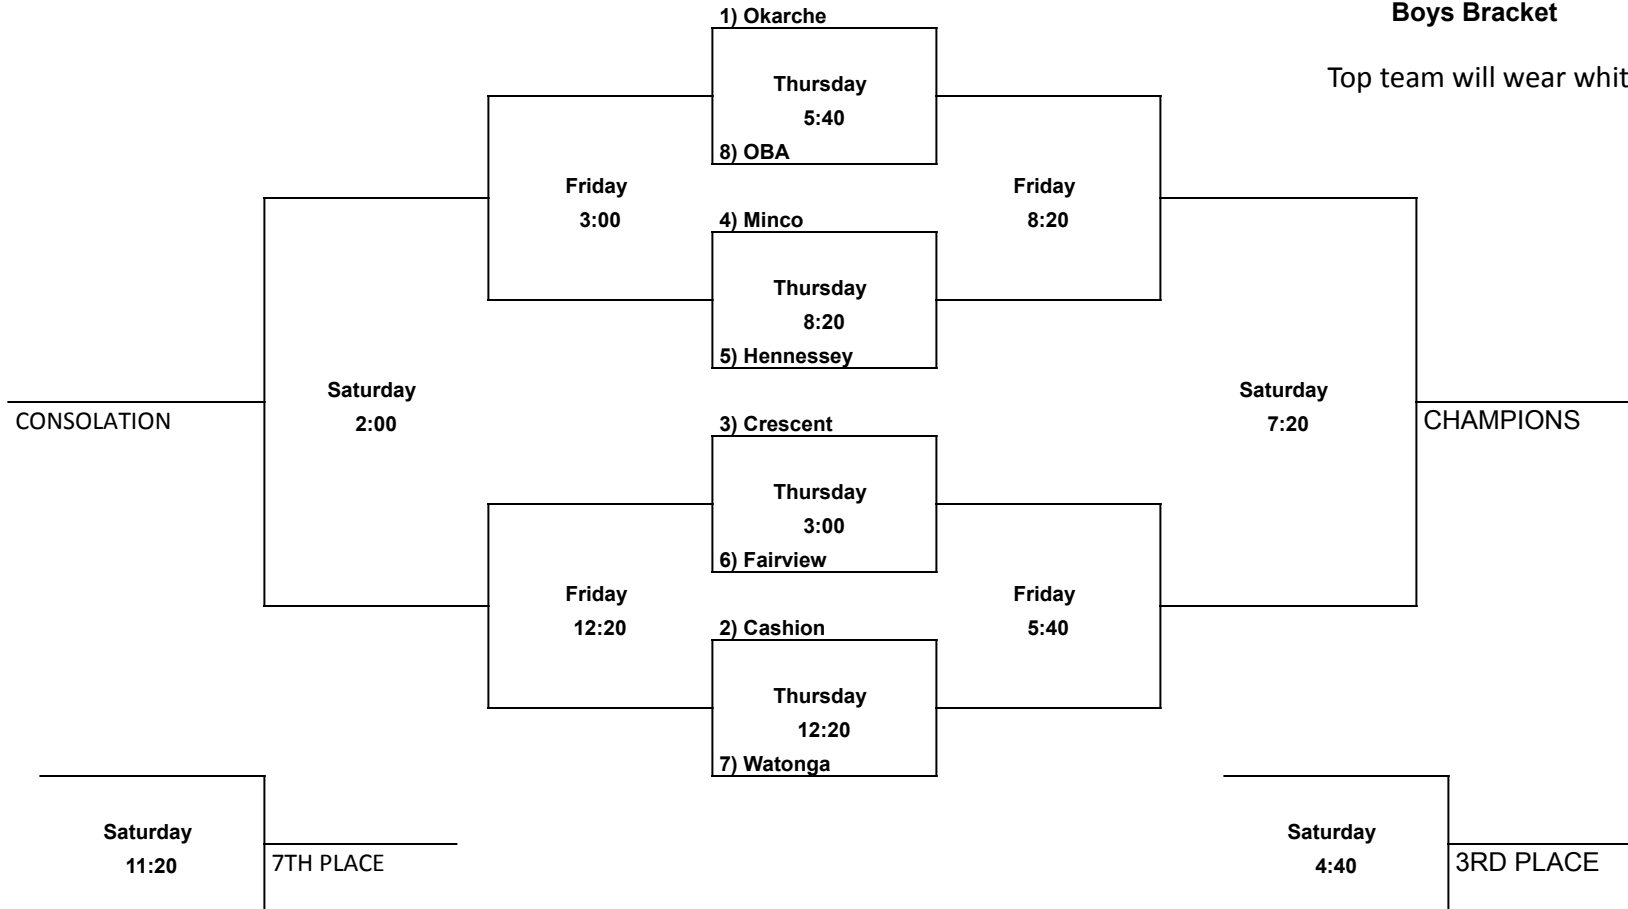 1) Okarche
Boys Bracket
Thursday
5:40
Top team will wear whit
8) OBA
Friday
3:00
Friday
8:20
4) Minco
Thursday
8:20
5) Hennessey
Saturday
2:00
Saturday
7:20
CONSOLATION
CHAMPIONS
3) Crescent
Thursday
3:00
6) Fairview
Friday
12:20
Friday
5:40
2) Cashion
Thursday
12:20
7) Watonga
Saturday
11:20
7TH PLACE
Saturday
4:40
3RD PLACE